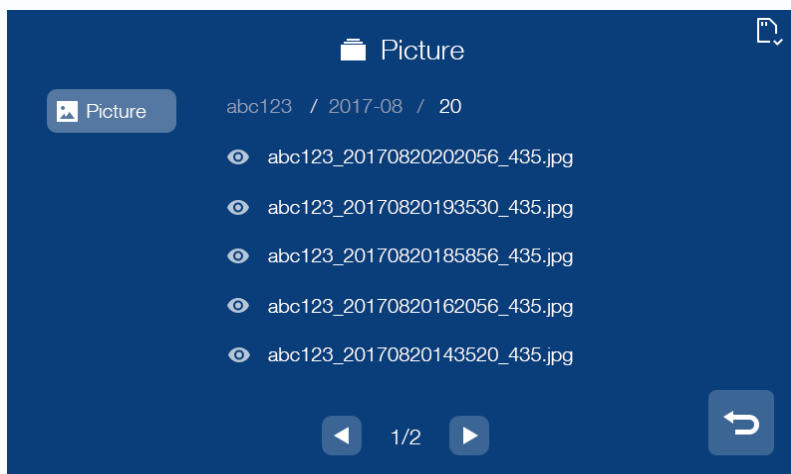 Picture
Picture
abc123 / 2017-08 / 20
abc123_20170820202056_435.jpg
abc123_20170820193530_435.jpg
abc123_20170820185856_435.jpg
abc123_20170820162056_435.jpg
abc123_20170820143520_435.jpg
1/2